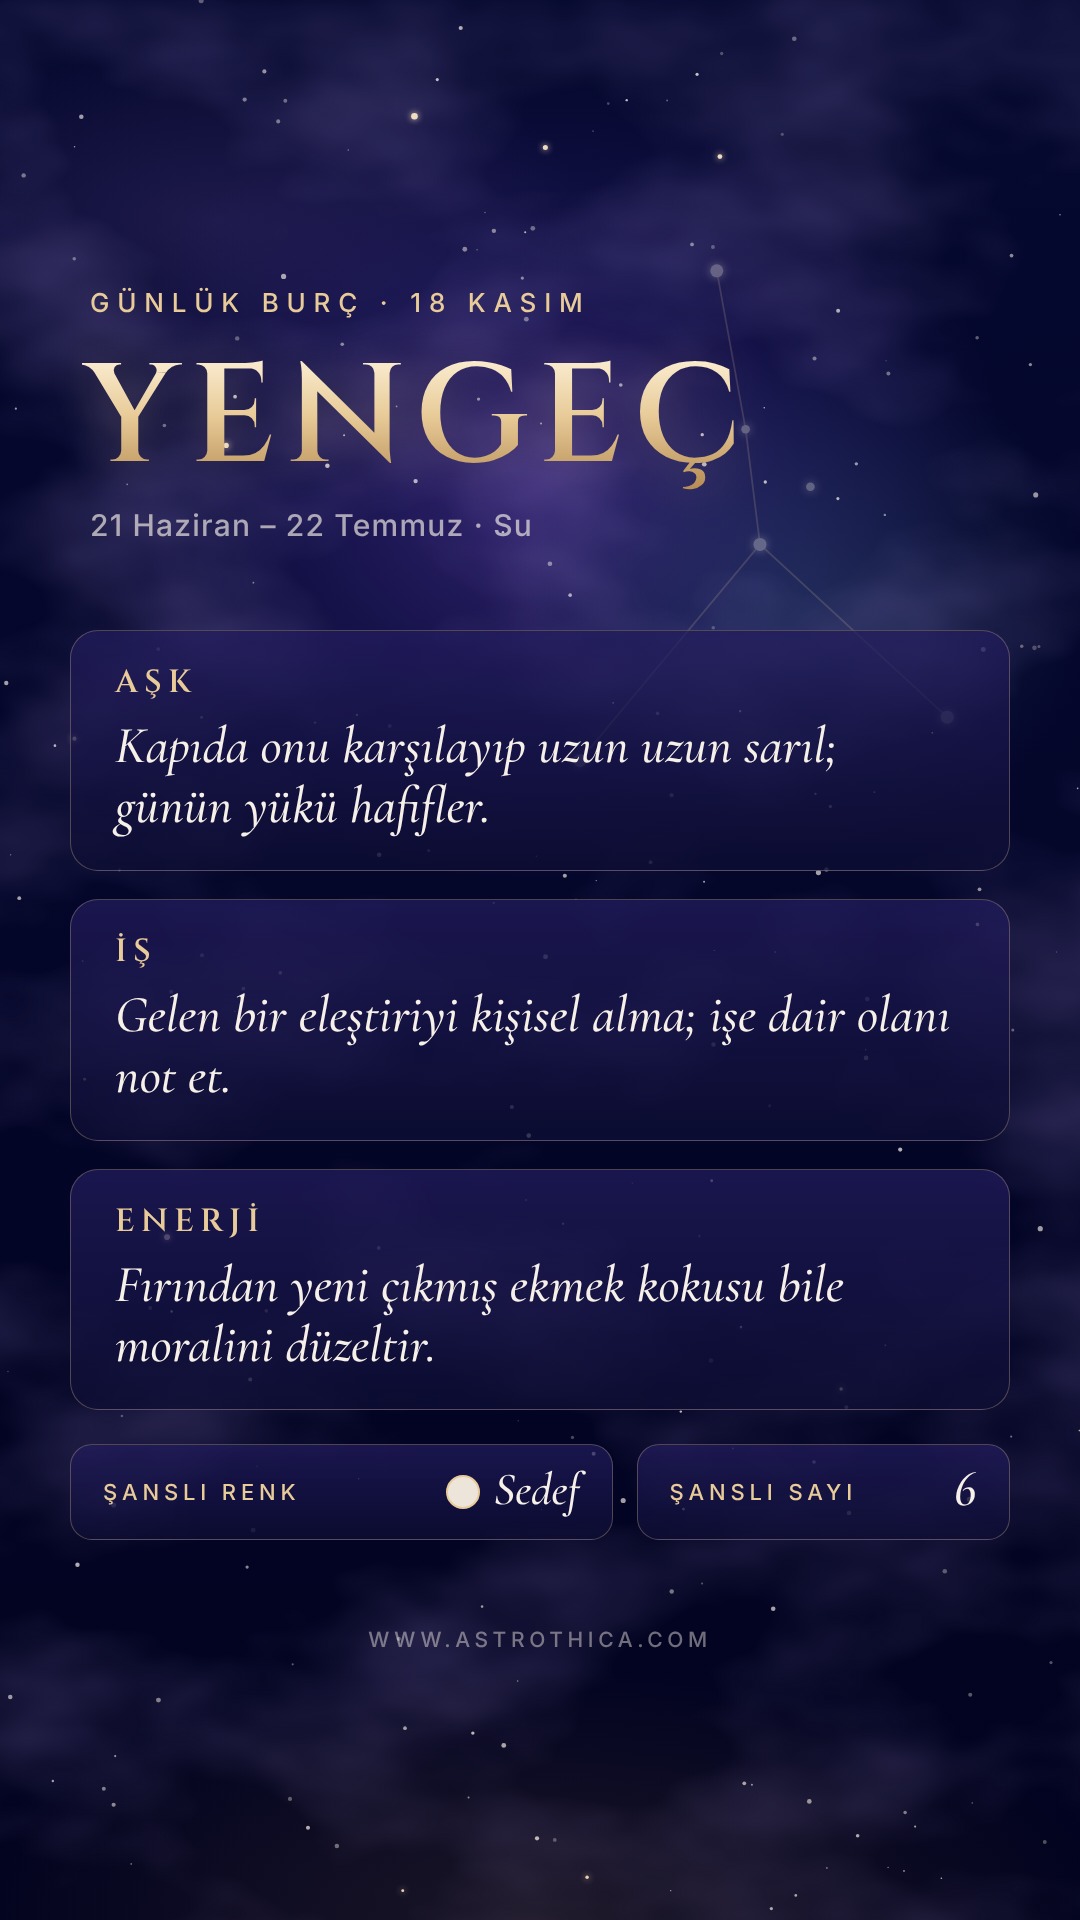 GÜNLÜK BURÇ · 18 KASIM
YENGEÇ
21 Haziran – 22 Temmuz · Su
AŞK
Kapıda onu karşılayıp uzun uzun sarıl;
günün yükü hafifler.
İŞ
Gelen bir eleştiriyi kişisel alma; işe dair olanı
not et.
ENERJİ
Fırından yeni çıkmış ekmek kokusu bile
moralini düzeltir.
ŞANSLI RENK Sedef
ŞANSLI SAYI 6
WWW.ASTROTHICA.COM